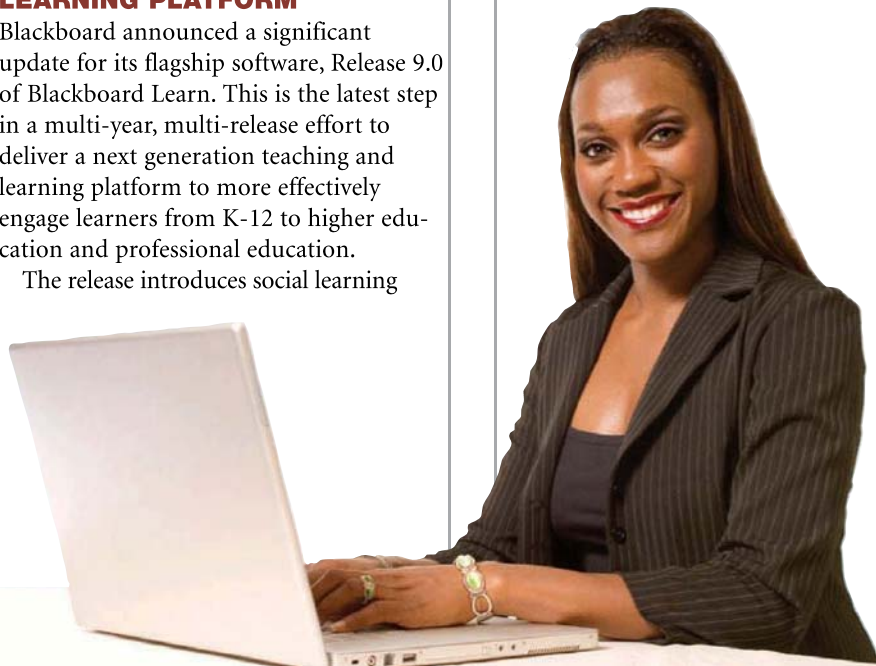 LEARNING PLATFORM
Blackboard announced a significant
update for its flagship software, Release 9.0
of Blackboard Learn. This is the latest step
in a multi-year, multi-release effort to
deliver a next generation teaching and
learning platform to more effectively
engage learners from K-12 to higher edu-
cation and professional education.
The release introduces social learning